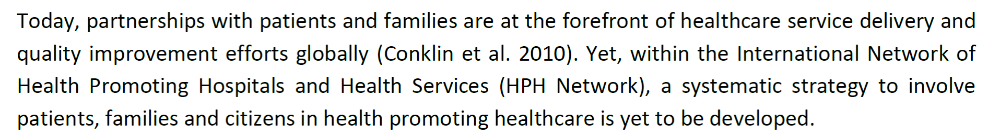 Today, partnerships with patients and families are at the forefront of healthcare service delivery and
quality improvement efforts globally (Conklin et al. 2010). Yet, within the International Network of
Health Promoting Hospitals and Health Services (HPH Network), a systematic strategy to involve
patients, families and citizens in health promoting healthcare is yet to be developed.